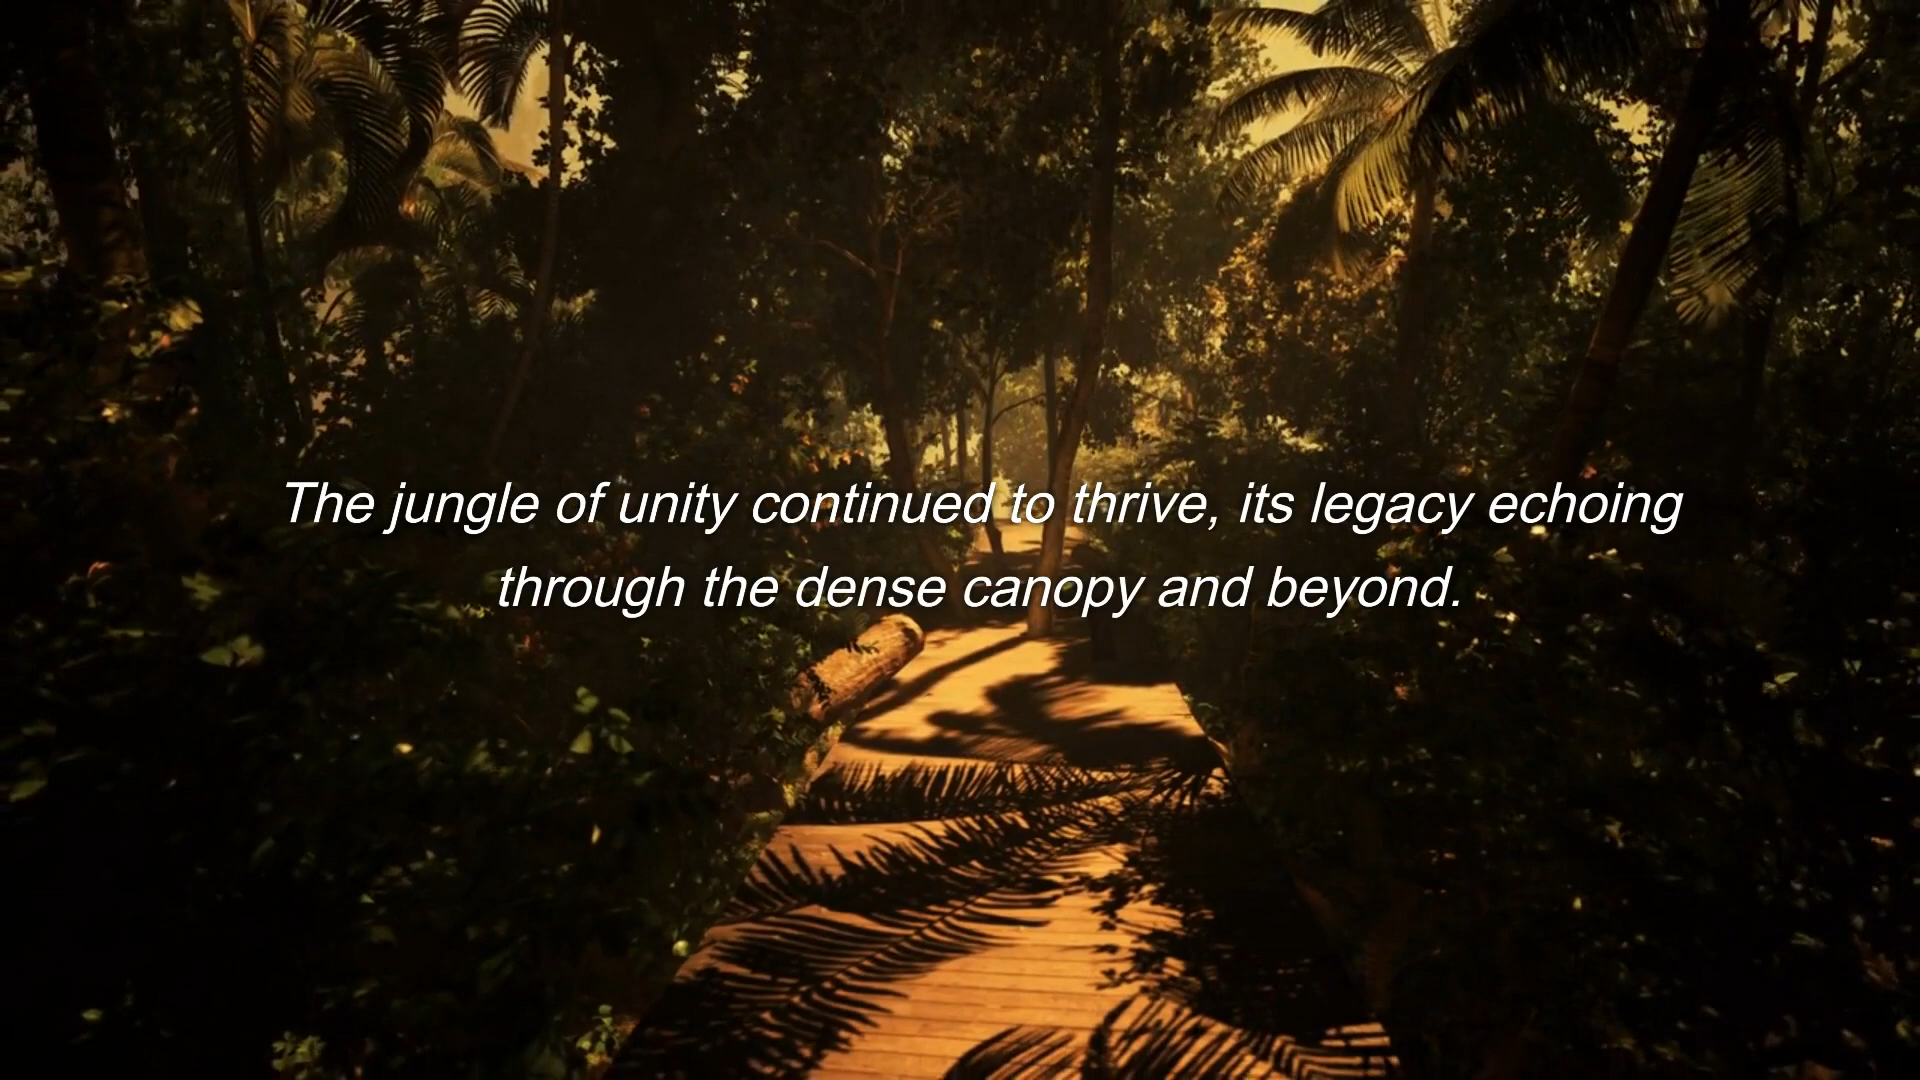 The jungle of unity continued to thrive, its legacy echoing
through the dense canopy and beyond.